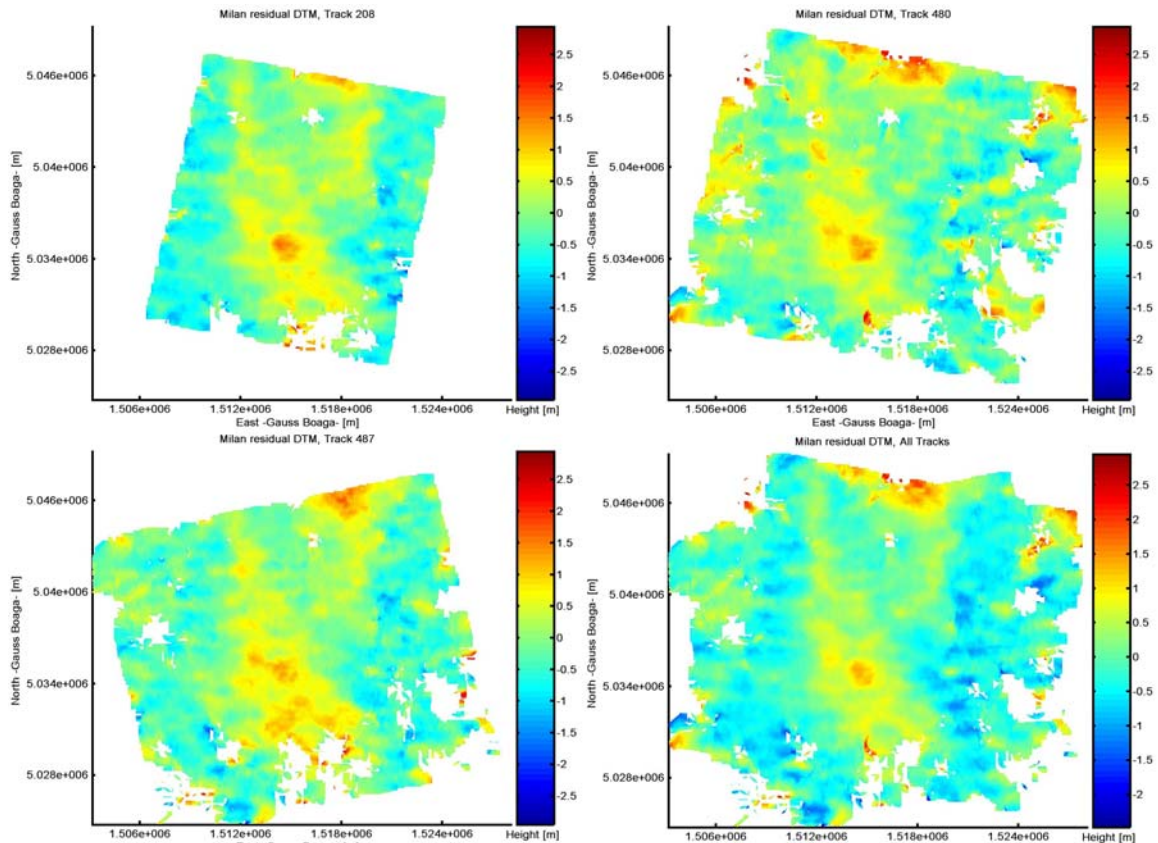 Milan residual DTM, Track 208
North -Gauss Boaga- [m]
5.046e+006
5.04e+006
5.034e+006
5.028e+006
1.506e+006 1.512e+006 1.518e+006 1.524e+006
East -Gauss Boaga- [m]
2.5
2
1.5
1
0.5
0
-0.5
-1
-1.5
-2
-2.5
Height [m]
Milan residual DTM, Track 480
North -Gauss Boaga- [m]
5.046e+006
5.04e+006
5.034e+006
5.028e+006
1.506e+006 1.512e+006 1.518e+006 1.524e+006
East -Gauss Boaga- [m]
2.5
2
1.5
1
0.5
0
-0.5
-1
-1.5
-2
-2.5
Height [m]
Milan residual DTM, Track 487
North -Gauss Boaga- [m]
5.046e+006
5.04e+006
5.034e+006
5.028e+006
1.506e+006 1.512e+006 1.518e+006 1.524e+006
2.5
2
1.5
1
0.5
0
-0.5
-1
-1.5
-2
-2.5
Height [m]
Milan residual DTM, All Tracks
North -Gauss Boaga- [m]
5.046e+006
5.04e+006
5.034e+006
5.028e+006
1.506e+006 1.512e+006 1.518e+006 1.524e+006
2.5
2
1.5
1
0.5
0
-0.5
-1
-1.5
-2
Height [m]